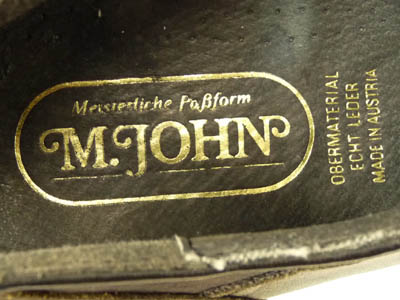 Meisterliche Paßform
M.JOHN
OBERMATERIAL
ECHT LEDER
MADE IN AUSTRIA